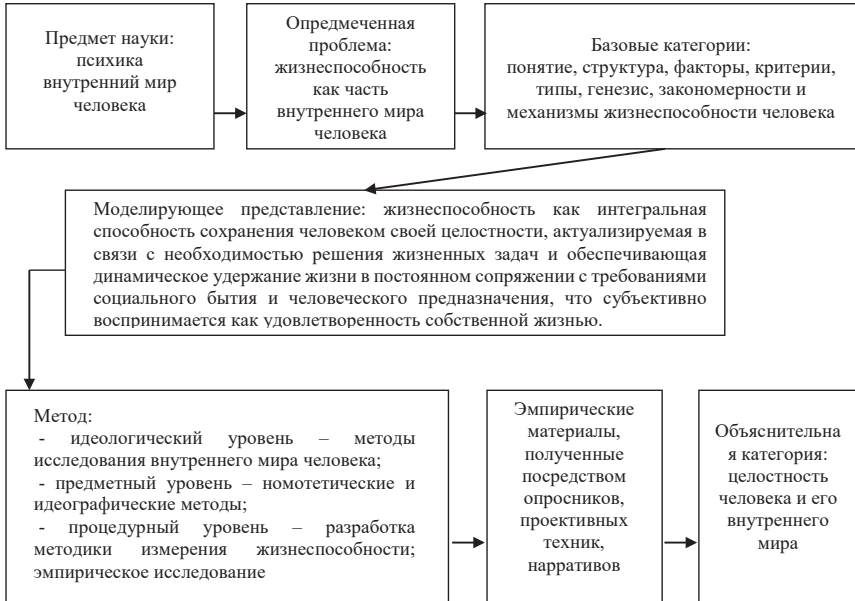 Предмет науки:
психика
внутренний мир
человека
Опредмеченная
проблема:
жизнеспособность
как часть
внутреннего мира
человека
Базовые категории:
понятие, структура, факторы, критерии,
типы, генезис, закономерности и
механизмы жизнеспособности человека
Моделирующее представление: жизнеспособность как интегральная
способность сохранения человеком своей целостности, актуализируемая в
связи с необходимостью решения жизненных задач и обеспечивающая
динамическое удержание жизни в постоянном сопряжении с требованиями
социального бытия и человеческого предназначения, что субъективно
воспринимается как удовлетворенность собственной жизнью.
Метод:
- идеологический уровень – методы
исследования внутреннего мира человека;
- предметный уровень – номотетические и
идеографические методы;
- процедурный уровень – разработка
методики измерения жизнеспособности;
эмпирическое исследование
Эмпирические
материалы,
полученные
посредством
опросников,
проективных
техник,
нарративов
Объяснительна
я категория:
целостность
человека и его
внутреннего
мира